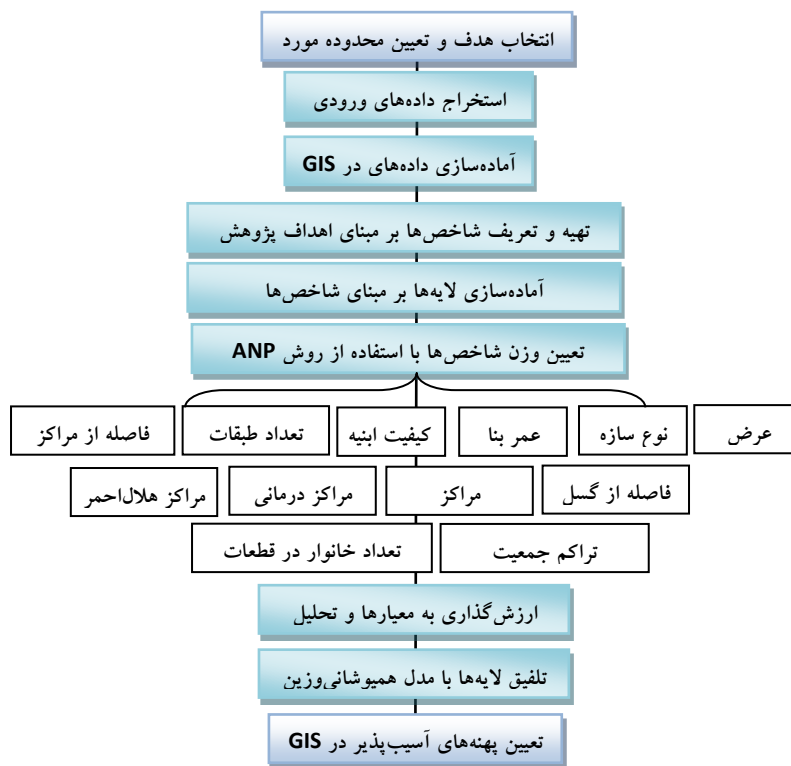 انتخاب هدف و تعیین محدوده مورد
استخراج داده‌های ورودی
آماده‌سازی داده‌های در GIS
تهیه و تعریف شاخص‌ها بر مبنای اهداف پژوهش
آماده‌سازی لایه‌ها بر مبنای شاخص‌ها
تعیین وزن شاخص‌ها با استفاده از روش ANP
عرض
نوع سازه
عمر بنا
کیفیت ابنیه
تعداد طبقات
فاصله از مراکز
فاصله از گسل
مراکز
مراکز درمانی
مراکز هلال‌احمر
تراکم جمعیت
تعداد خانوار در قطعات
ارزش‌گذاری به معیارها و تحلیل
تلفیق لایه‌ها با مدل همپوشانی‌وزین
تعیین پهنه‌های آسیب‌پذیر در GIS